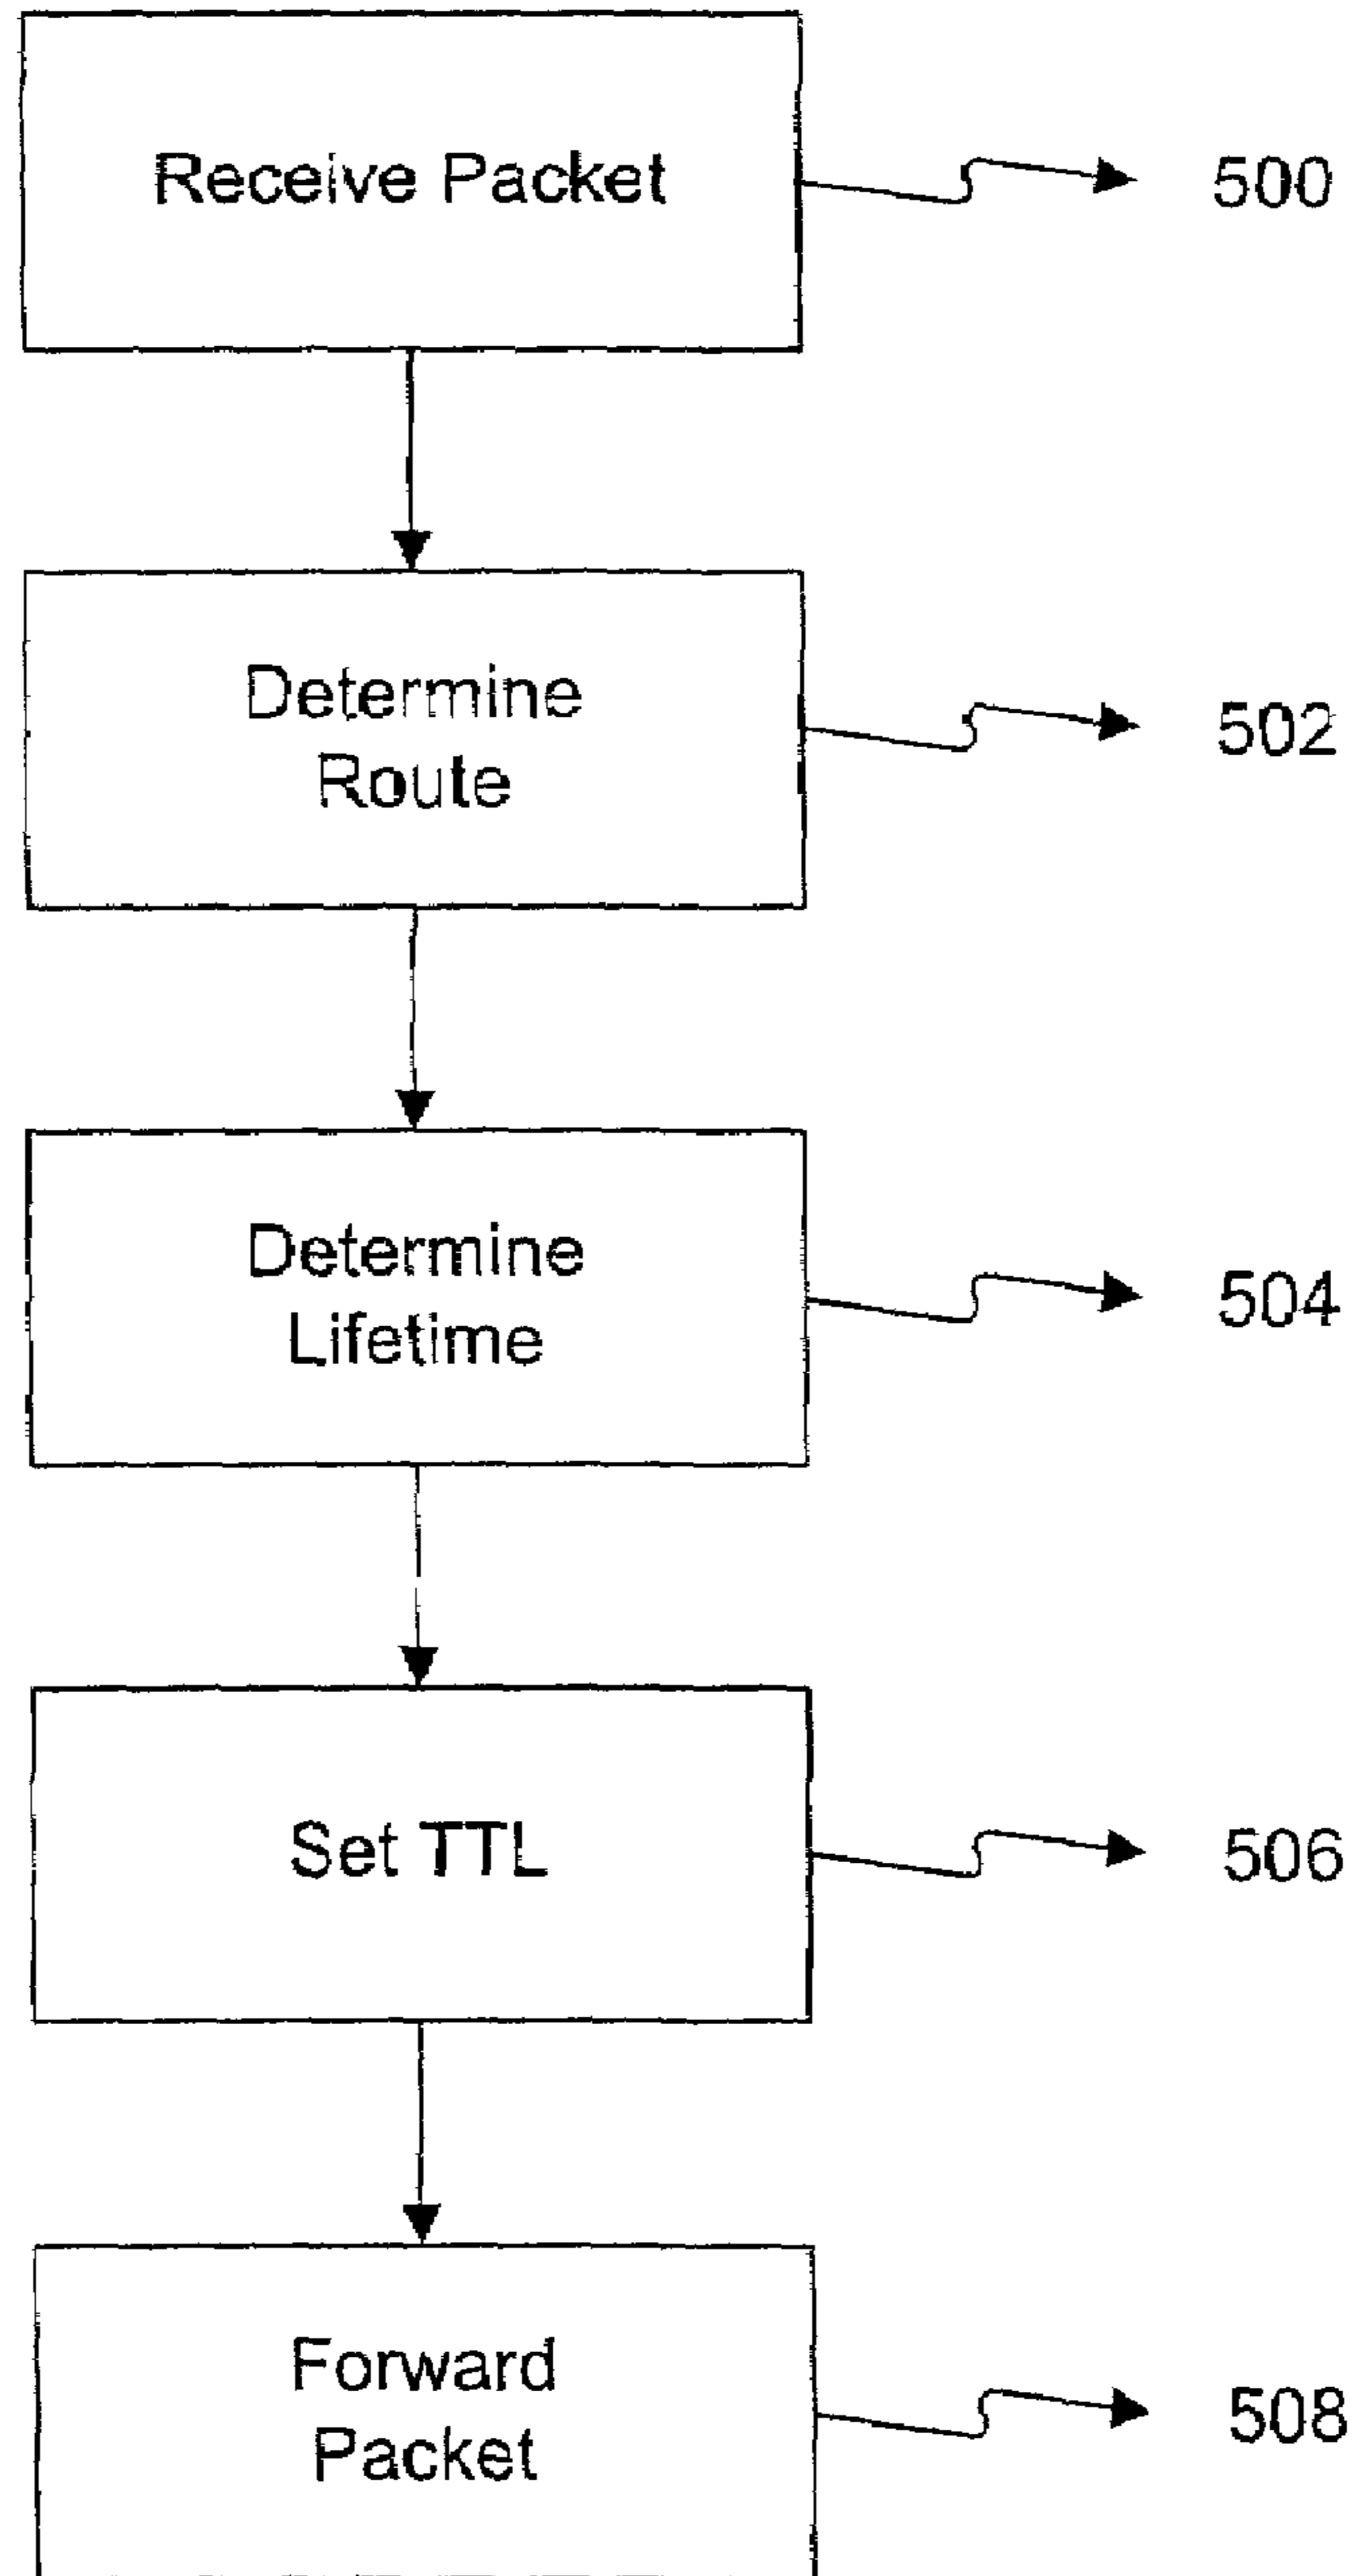 Receive Packet
500
Determine
Route
502
Determine
Lifetime
504
Set TTL
506
Forward
Packet
508